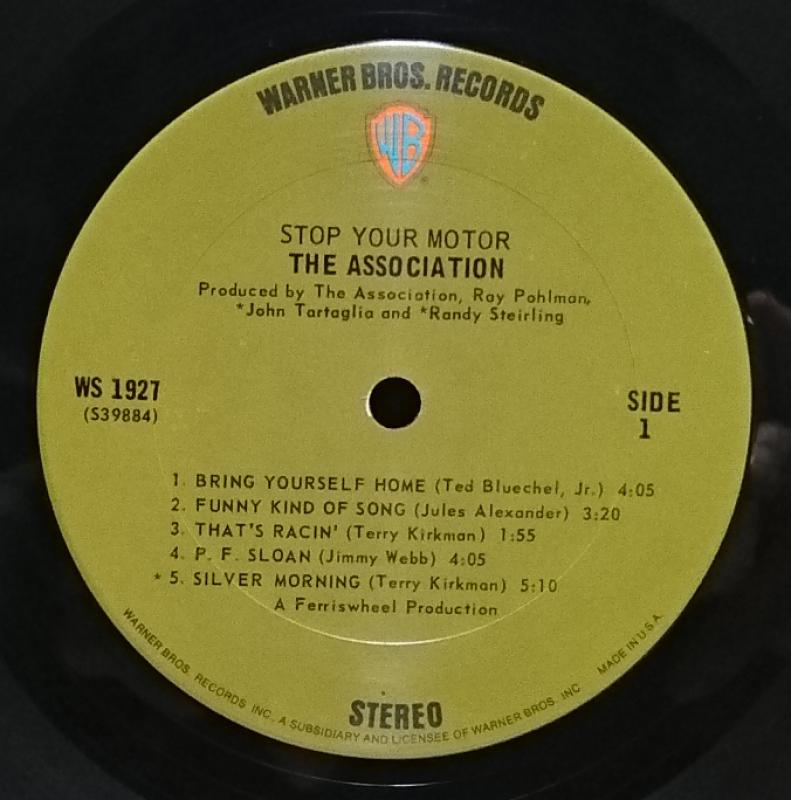 WARNER BROS. RECORDS
WB
STOP YOUR MOTOR
THE ASSOCIATION
Produced by The Association, Ray Pohlman,
*John Tartaglia and *Randy Steirling
WS 1927
(S39884)
SIDE
1
1. BRING YOURSELF HOME (Ted Bluechel, Jr.) 4:05
2. FUNNY KIND OF SONG (Jules Alexander) 3:20
3. THAT'S RACIN' (Terry Kirkman) 1:55
4. P. F. SLOAN (Jimmy Webb) 4:05
* 5. SILVER MORNING (Terry Kirkman) 5:10
A Ferriswheel Production
STEREO
WARNER BROS. RECORDS INC., A SUBSIDIARY AND LICENSEE OF WARNER BROS. INC. MADE IN U.S.A.